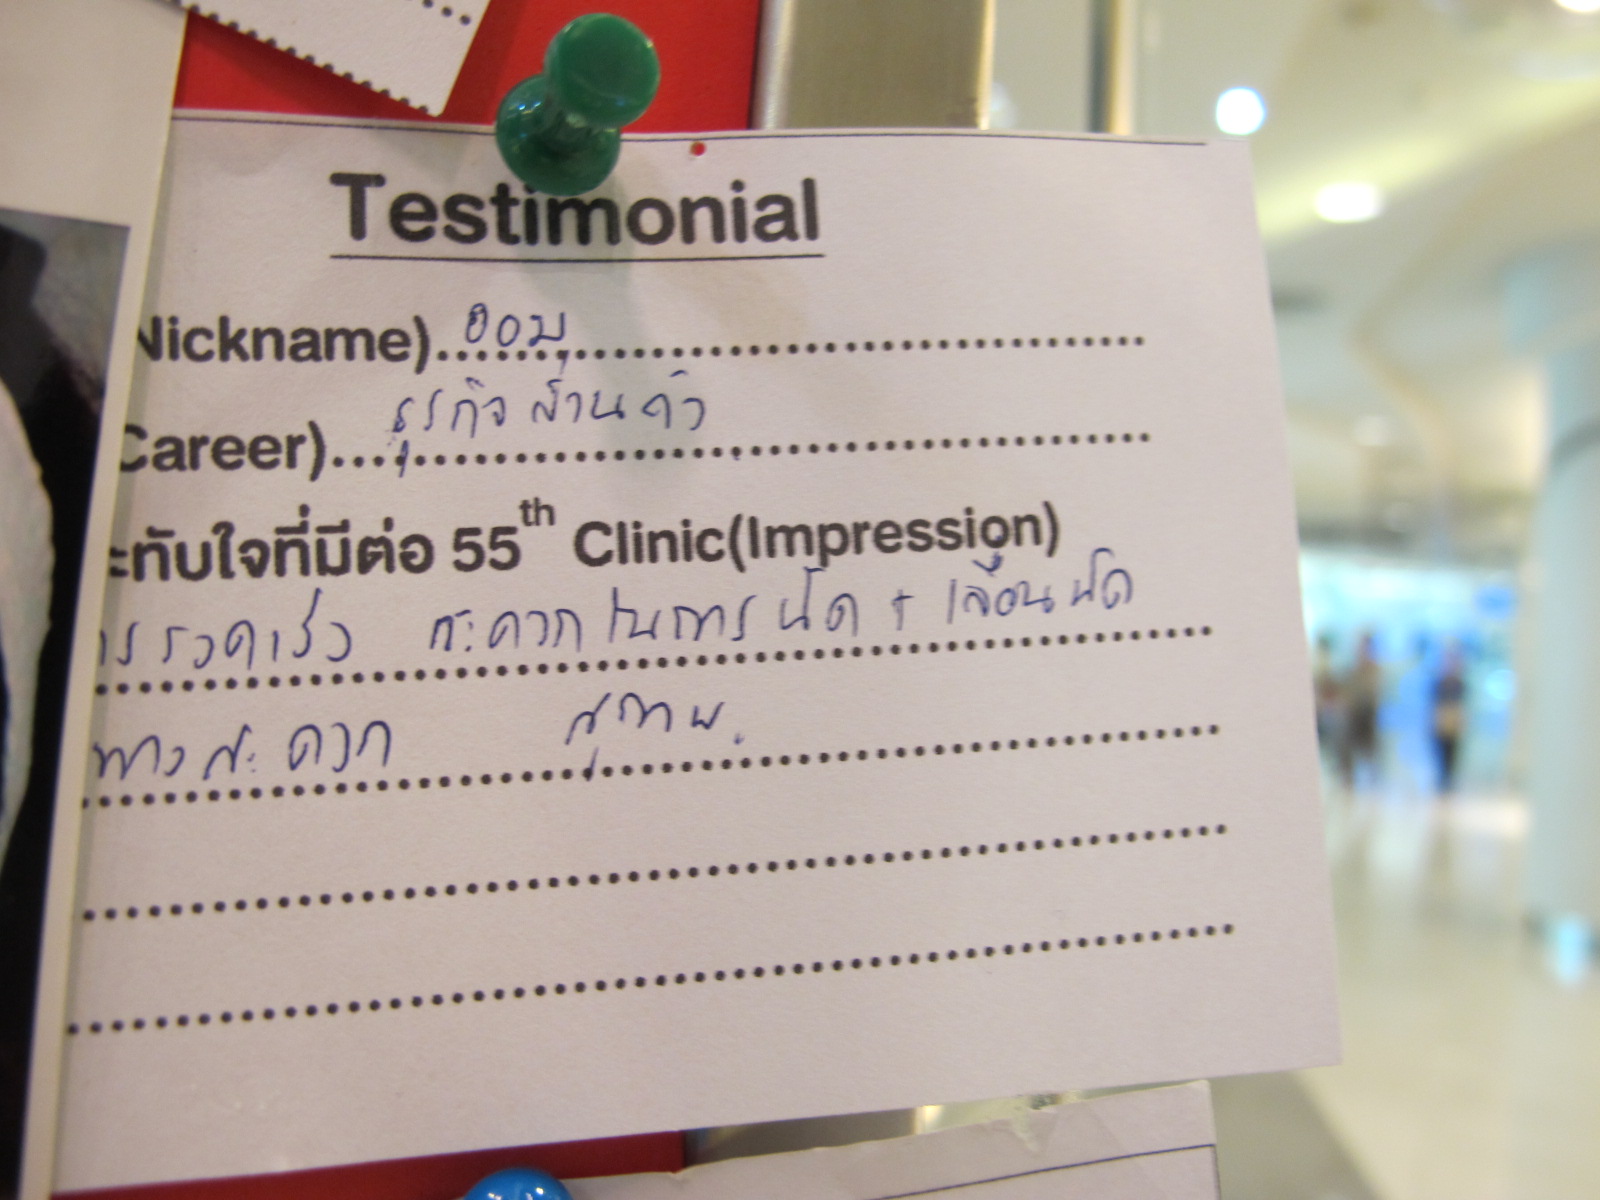 Testimonial
Nickname)
ออม
Career)
ธุรกิจส่วนตัว
ะทับใจที่มีต่อ 55th Clinic(Impression)
รวดเร็ว สะดวกในการนัด + เลื่อนนัด
ทางสะดวก สุภาพ